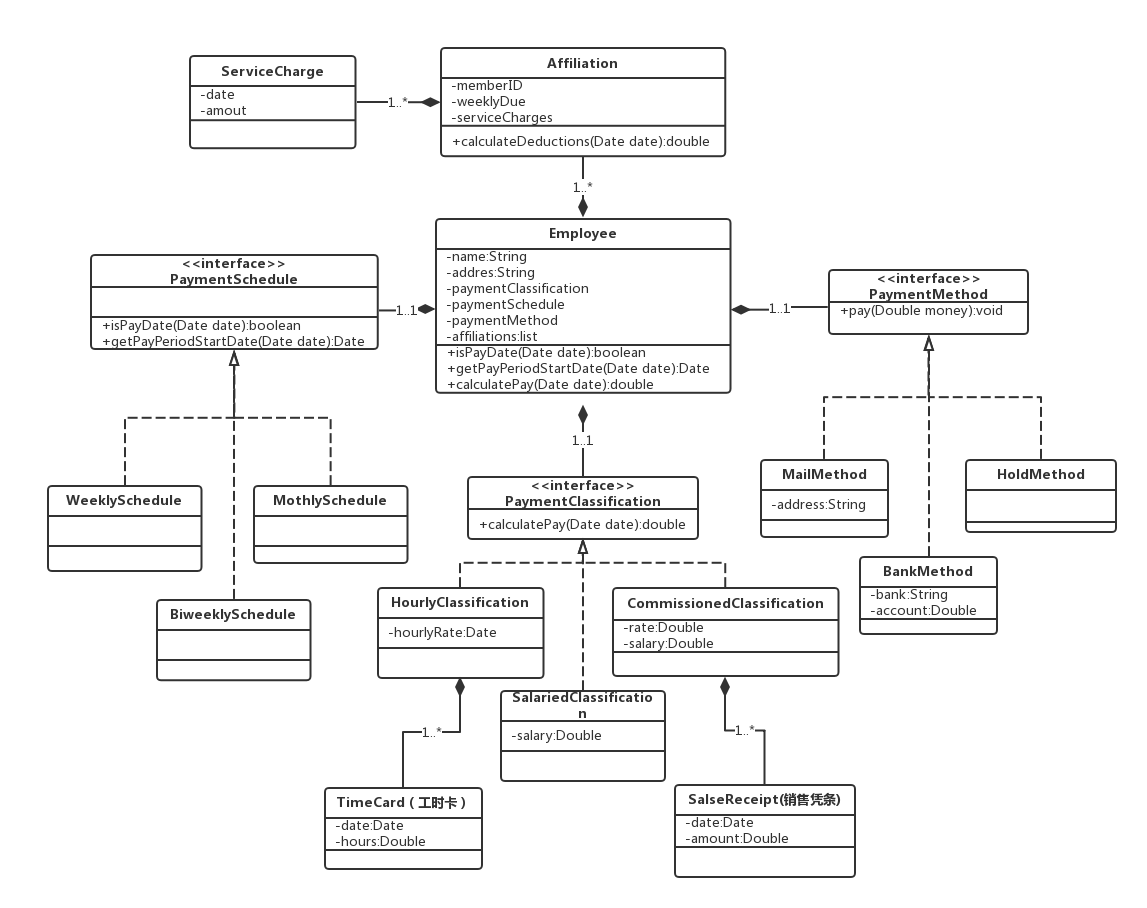 ServiceCharge
-date
-amout
Affiliation
-memberID
-weeklyDue
-serviceCharges
+calculateDeductions(Date date):double
1..*
1..*
Employee
-name:String
-addres:String
-paymentClassification
-paymentSchedule
-paymentMethod
-affiliations:list
+isPayDate(Date date):boolean
+getPayPeriodStartDate(Date date):Date
+calculatePay(Date date):double
<<interface>>
PaymentSchedule
+isPayDate(Date date):boolean
+getPayPeriodStartDate(Date date):Date
1..1
1..1
<<interface>>
PaymentMethod
+pay(Double money):void
1..1
<<interface>>
PaymentClassification
+calculatePay(Date date):double
WeeklySchedule
MothlySchedule
BiweeklySchedule
MailMethod
-address:String
HoldMethod
BankMethod
-bank:String
-account:Double
HourlyClassification
-hourlyRate:Date
CommissionedClassification
-rate:Double
-salary:Double
SalariedClassificatio
n
-salary:Double
1..*
1..*
TimeCard（工时卡）
-date:Date
-hours:Double
SalseReceipt(销售凭条)
-date:Date
-amount:Double